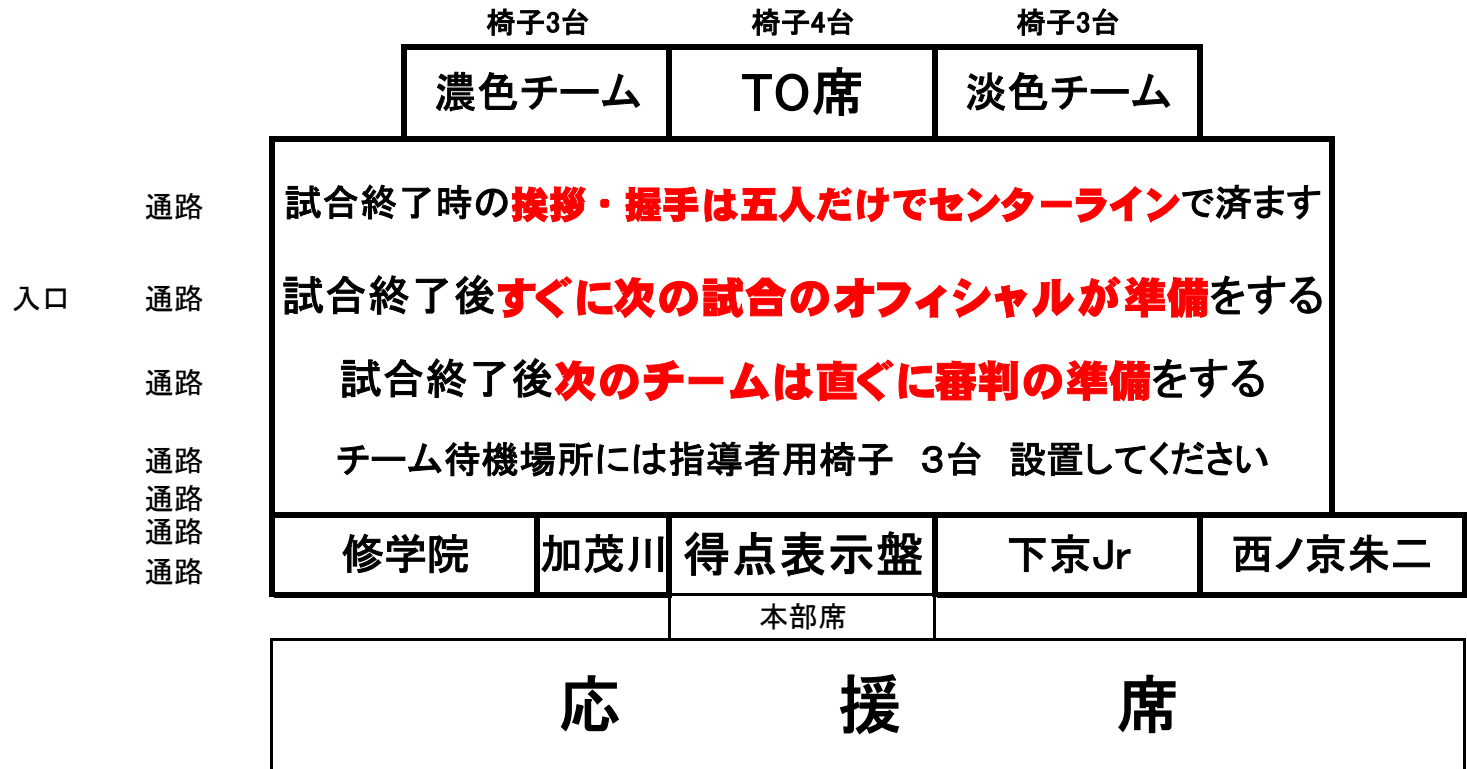 椅子3台 椅子4台 椅子3台
濃色チーム TO席 淡色チーム
通路 試合終了時の挨拶・握手は五人だけでセンターラインで済ます
入口 通路 試合終了後すぐに次の試合のオフィシャルが準備をする
通路 試合終了後次のチームは直ぐに審判の準備をする
通路 チーム待機場所には指導者用椅子　３台　設置してください
通路
通路 修学院 加茂川 得点表示盤 下京Jr 西ノ京朱二
通路
本部席
応 援 席